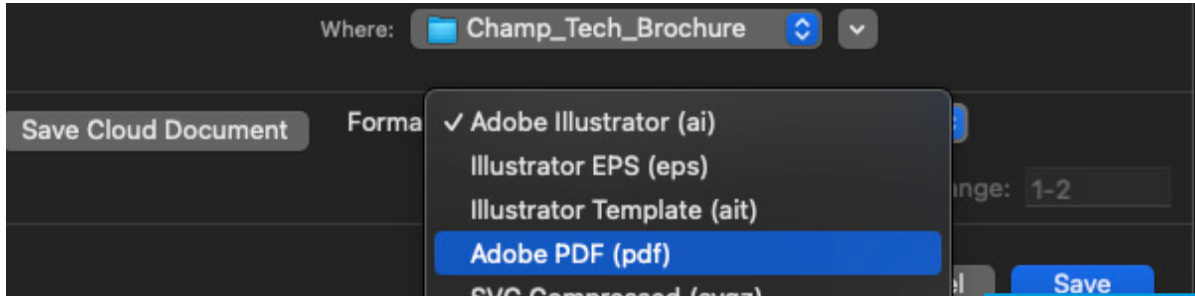 Where: Champ_Tech_Brochure
Save Cloud Document Forma ✓ Adobe Illustrator (ai)
Illustrator EPS (eps)
nge: 1-2
Illustrator Template (ait)
Adobe PDF (pdf)
Save